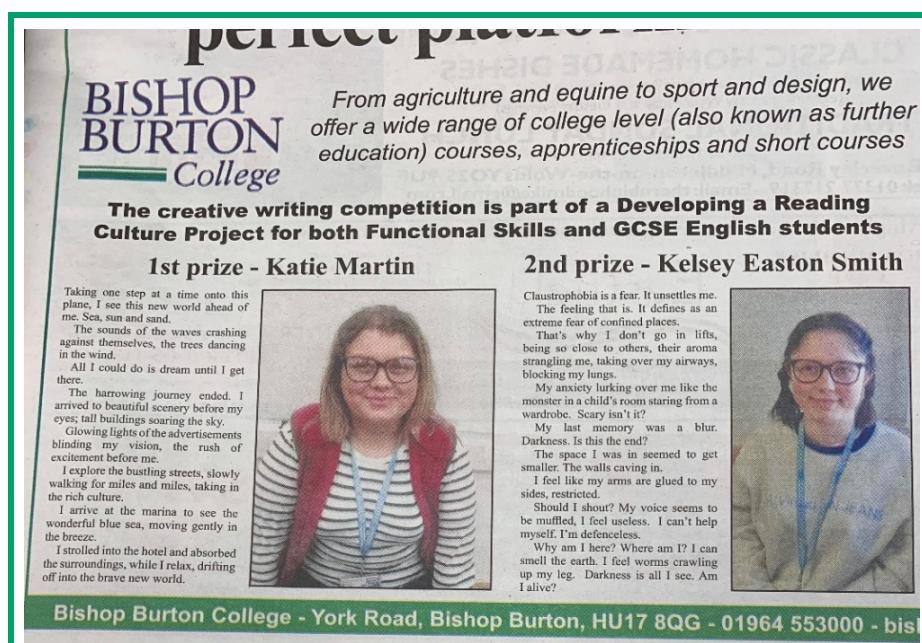 perfect
BISHOP
BURTON
College
From agriculture and equine to sport and design, we
offer a wide range of college level (also known as further
education) courses, apprenticeships and short courses
The creative writing competition is part of a Developing a Reading
Culture Project for both Functional Skills and GCSE English students
1st prize - Katie Martin
Taking one step at a time onto this
plane, I see this new world ahead of
me. Sea, sun and sand.
The sounds of the waves crashing
against themselves, the trees dancing
in the wind.
All I could do is dream until I get
there.
The harrowing journey ended. I
arrived to beautiful scenery before my
eyes; tall buildings soaring the sky.
Glowing lights of the advertisements
blinding my vision, the rush of
excitement before me.
I explore the bustling streets, slowly
walking for miles and miles, taking in
the rich culture.
I arrive at the marina to see the
wonderful blue sea, moving gently in
the breeze.
I strolled into the hotel and absorbed
the surroundings, while I relax, drifting
off into the brave new world.
2nd prize - Kelsey Easton Smith
Claustrophobia is a fear. It unsettles me.
The feeling that is. It defines as an
extreme fear of confined places.
That's why I don't go in lifts,
being so close to others, their aroma
strangling me, taking over my airways,
blocking my lungs.
My anxiety lurking over me like the
monster in a child's room staring from a
wardrobe. Scary isn't it?
My last memory was a blur.
Darkness. Is this the end?
The space I was in seemed to get
smaller. The walls caving in.
I feel like my arms are glued to my
sides, restricted.
Should I shout? My voice seems to
be muffled, I feel useless. I can't help
myself. I'm defenceless.
Why am I here? Where am I? I can
smell the earth. I feel worms crawling
up my leg. Darkness is all I see. Am
I alive?
Bishop Burton College - York Road, Bishop Burton, HU17 8QG - 01964 553000 - bis